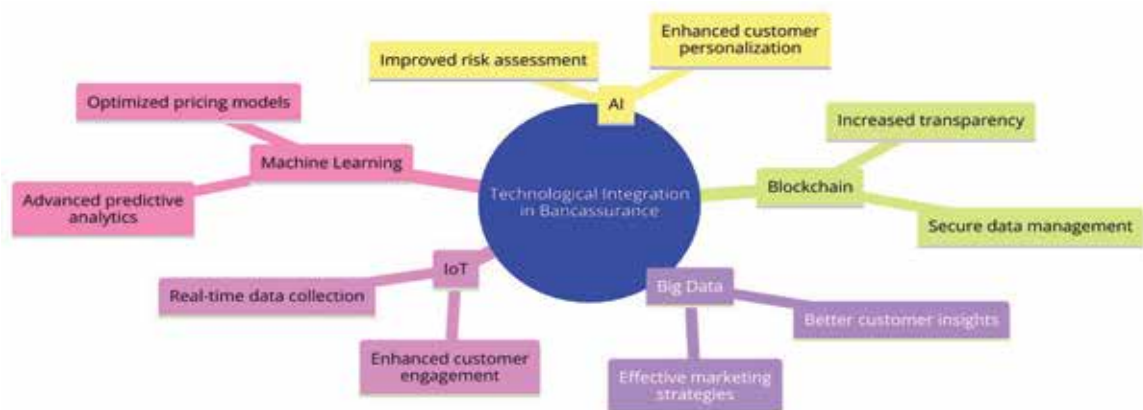 Enhanced customer
personalization
Improved risk assessment
AI
Optimized pricing models
Increased transparency
Machine Learning
Blockchain
Technological Integration
in Bancassurance
Advanced predictive
analytics
Secure data management
IoT
Big Data
Real-time data collection
Better customer insights
Enhanced customer
engagement
Effective marketing
strategies